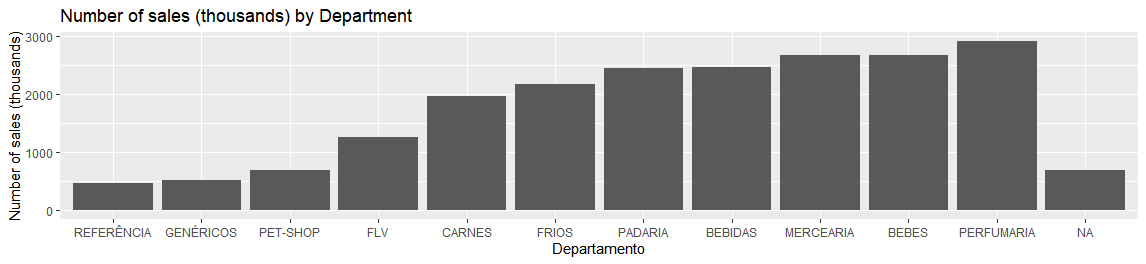 Number of sales (thousands) by Department
Number of sales (thousands)
3000
2000
1000
0
REFERÊNCIA GENÉRICOS PET-SHOP FLV CARNES FRIOS PADARIA BEBIDAS MERCEARIA BEBES PERFUMARIA NA
Departamento